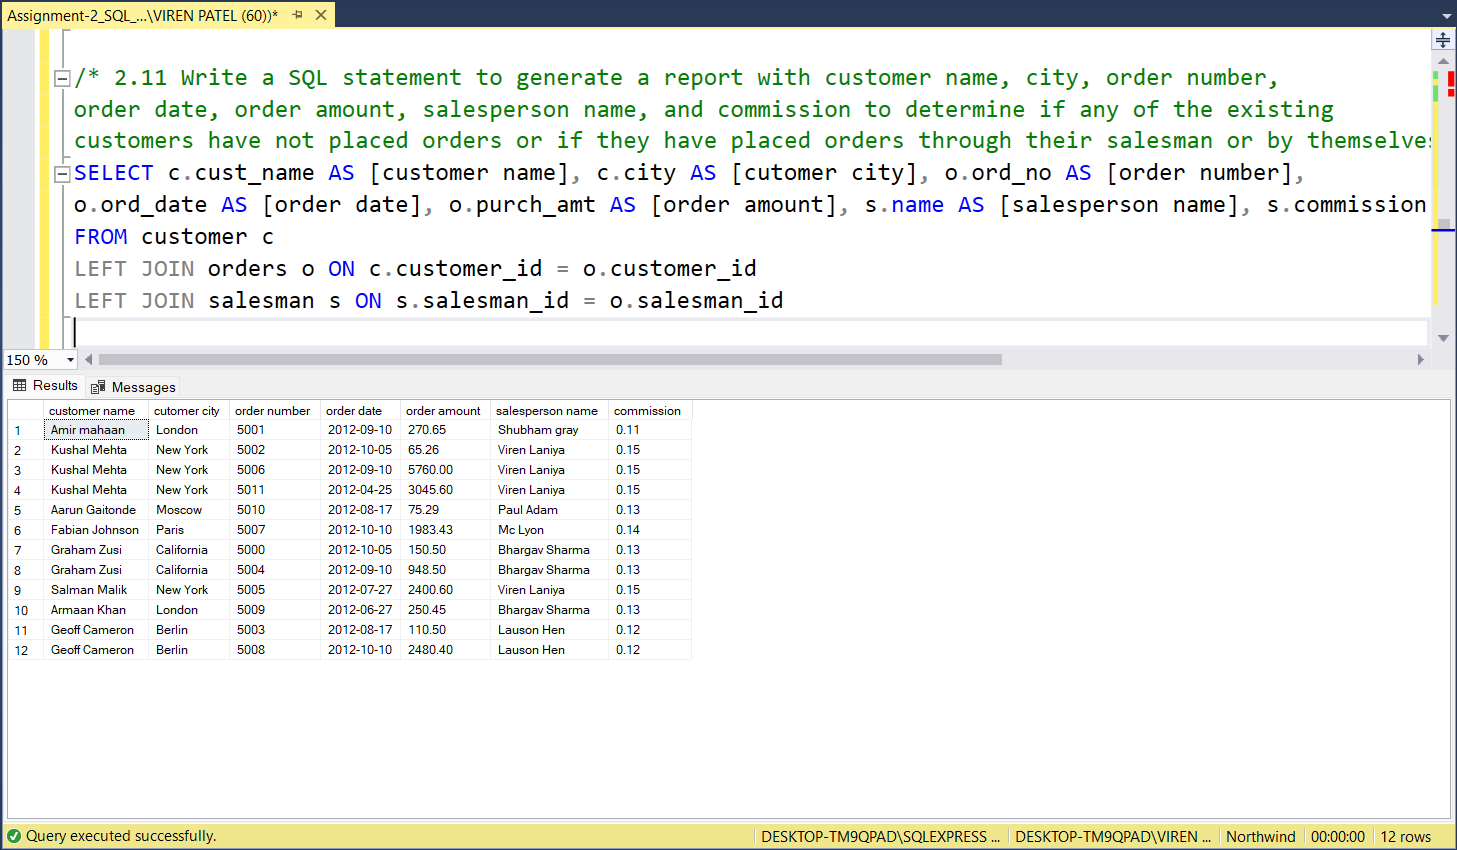 Assignment-2_SQL_...\VIREN PATEL (60))*
/* 2.11 Write a SQL statement to generate a report with customer name, city, order number,
order date, order amount, salesperson name, and commission to determine if any of the existing
customers have not placed orders or if they have placed orders through their salesman or by themselve
SELECT c.cust_name AS [customer name], c.city AS [cutomer city], o.ord_no AS [order number],
o.ord_date AS [order date], o.purch_amt AS [order amount], s.name AS [salesperson name], s.commission
FROM customer c
LEFT JOIN orders o ON c.customer_id = o.customer_id
LEFT JOIN salesman s ON s.salesman_id = o.salesman_id
150 %
Results Messages
customer name cutomer city order number order date order amount salesperson name commission
1 Amir mahaan London 5001 2012-09-10 270.65 Shubham gray 0.11
2 Kushal Mehta New York 5002 2012-10-05 65.26 Viren Laniya 0.15
3 Kushal Mehta New York 5006 2012-09-10 5760.00 Viren Laniya 0.15
4 Kushal Mehta New York 5011 2012-04-25 3045.60 Viren Laniya 0.15
5 Aarun Gaitonde Moscow 5010 2012-08-17 75.29 Paul Adam 0.13
6 Fabian Johnson Paris 5007 2012-10-10 1983.43 Mc Lyon 0.14
7 Graham Zusi California 5000 2012-10-05 150.50 Bhargav Sharma 0.13
8 Graham Zusi California 5004 2012-09-10 948.50 Bhargav Sharma 0.13
9 Salman Malik New York 5005 2012-07-27 2400.60 Viren Laniya 0.15
10 Armaan Khan London 5009 2012-06-27 250.45 Bhargav Sharma 0.13
11 Geoff Cameron Berlin 5003 2012-08-17 110.50 Lauson Hen 0.12
12 Geoff Cameron Berlin 5008 2012-10-10 2480.40 Lauson Hen 0.12
Query executed successfully. DESKTOP-TM9QPAD\SQLEXPRESS ... DESKTOP-TM9QPAD\VIREN ... Northwind 00:00:00 12 rows